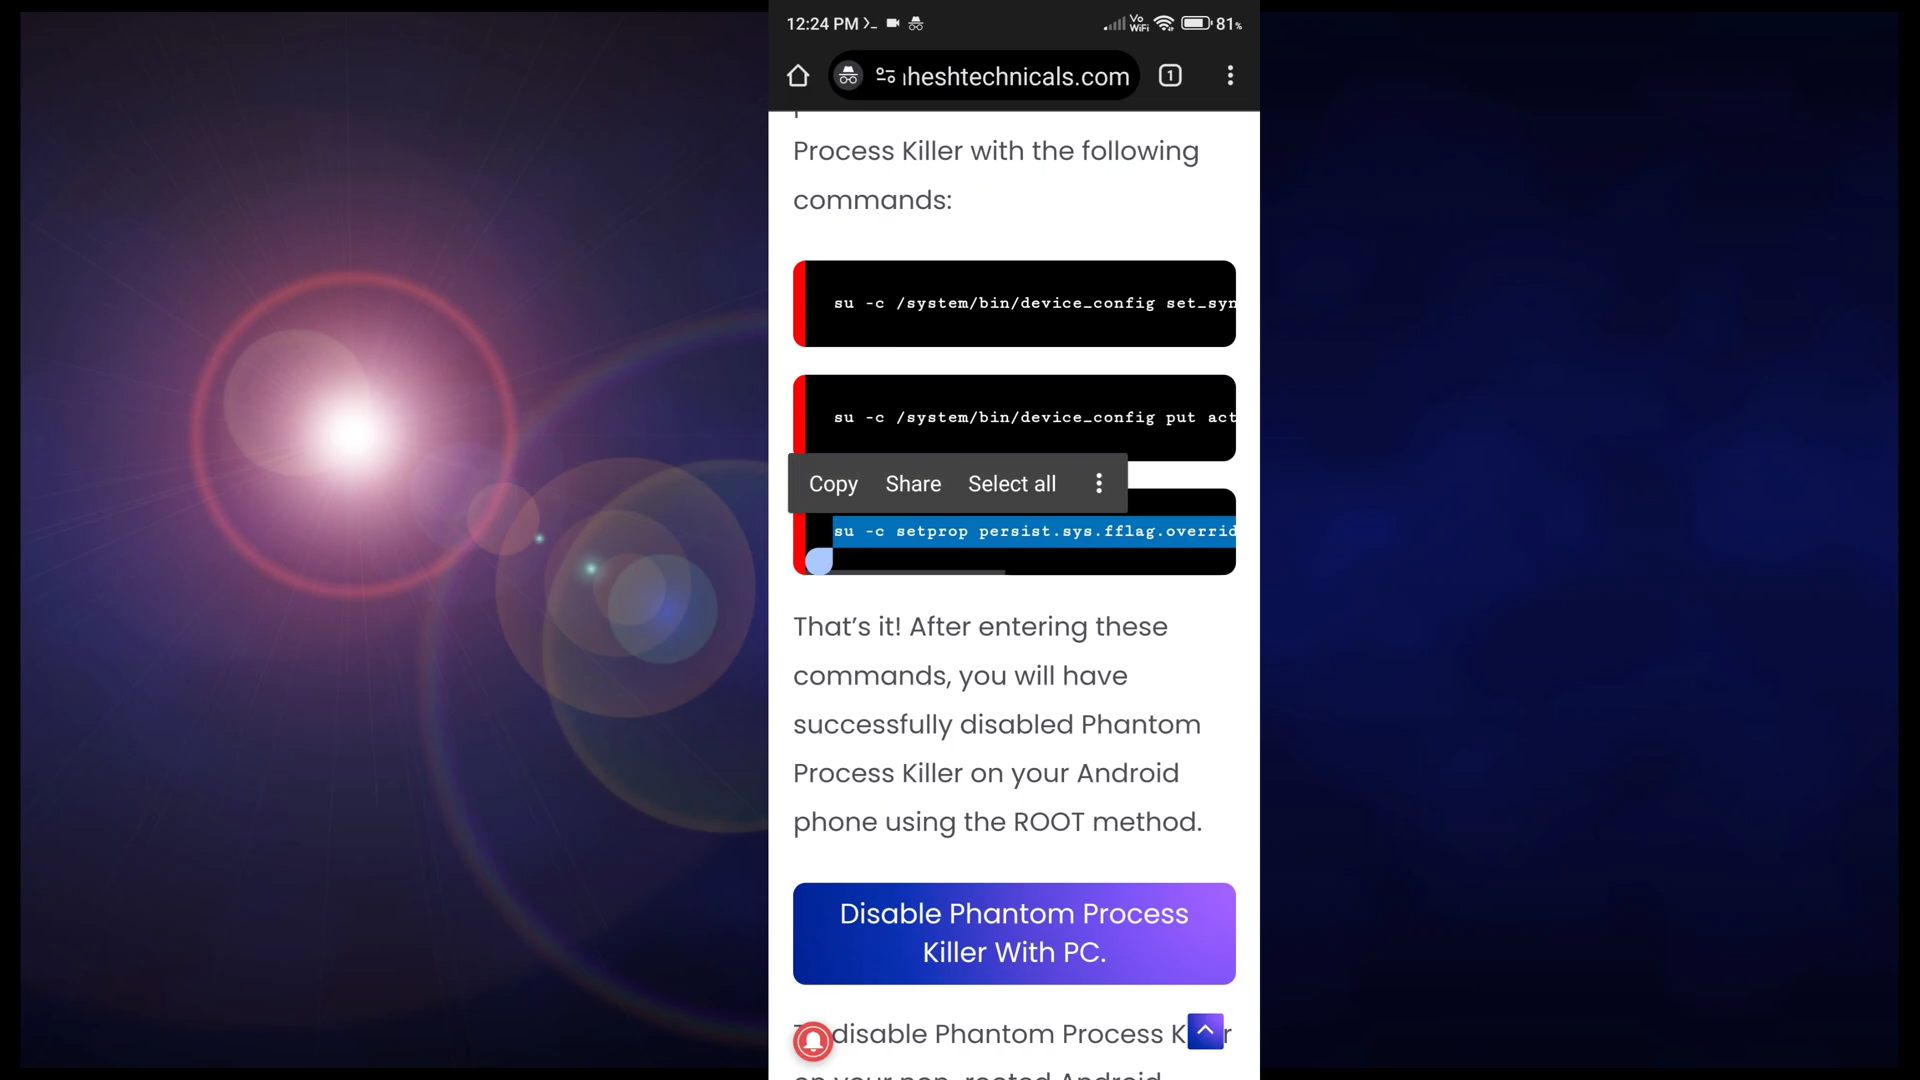 12:24 PM
Vo
WiFi
81%
heshtechnicals.com
1
Process Killer with the following
commands:
su -c /system/bin/device_config set_syn
su -c /system/bin/device_config put act
Copy Share Select all
su -c setprop persist.sys.fflag.overrid
That's it! After entering these
commands, you will have
successfully disabled Phantom
Process Killer on your Android
phone using the ROOT method.
Disable Phantom Process
Killer With PC.
disable Phantom Process K